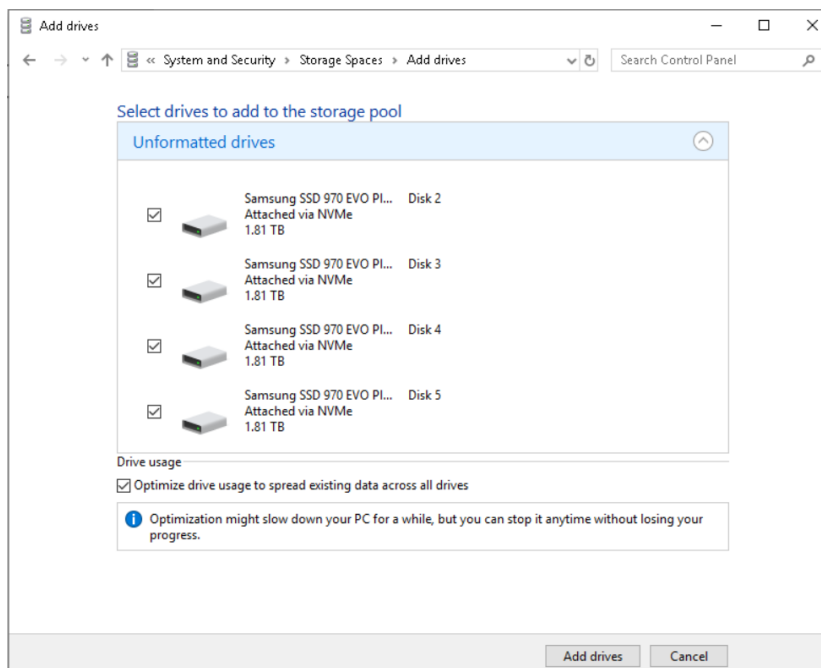 Add drives
« System and Security › Storage Spaces › Add drives
Search Control Panel
Select drives to add to the storage pool
Unformatted drives
Samsung SSD 970 EVO Pl... Disk 2
Attached via NVMe
1.81 TB
Samsung SSD 970 EVO Pl... Disk 3
Attached via NVMe
1.81 TB
Samsung SSD 970 EVO Pl... Disk 4
Attached via NVMe
1.81 TB
Samsung SSD 970 EVO Pl... Disk 5
Attached via NVMe
1.81 TB
Drive usage
Optimize drive usage to spread existing data across all drives
Optimization might slow down your PC for a while, but you can stop it anytime without losing your
progress.
Add drives Cancel